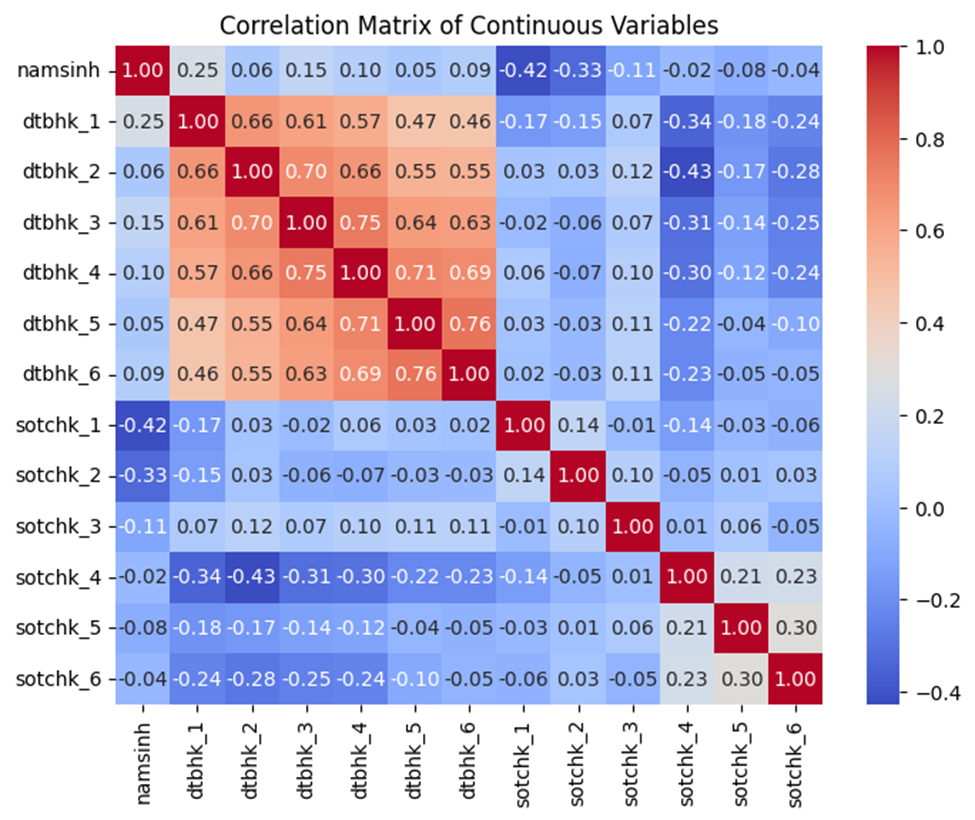 Correlation Matrix of Continuous Variables
namsinh 1.00 0.25 0.06 0.15 0.10 0.05 0.09 -0.42 -0.33 -0.11 -0.02 -0.08 -0.04
dtbhk_1 0.25 1.00 0.66 0.61 0.57 0.47 0.46 -0.17 -0.15 0.07 -0.34 -0.18 -0.24
dtbhk_2 0.06 0.66 1.00 0.70 0.66 0.55 0.55 0.03 0.03 0.12 -0.43 -0.17 -0.28
dtbhk_3 0.15 0.61 0.70 1.00 0.75 0.64 0.63 -0.02 -0.06 0.07 -0.31 -0.14 -0.25
dtbhk_4 0.10 0.57 0.66 0.75 1.00 0.71 0.69 0.06 -0.07 0.10 -0.30 -0.12 -0.24
dtbhk_5 0.05 0.47 0.55 0.64 0.71 1.00 0.76 0.03 -0.03 0.11 -0.22 -0.04 -0.10
dtbhk_6 0.09 0.46 0.55 0.63 0.69 0.76 1.00 0.02 -0.03 0.11 -0.23 -0.05 -0.05
sotchk_1 -0.42 -0.17 0.03 -0.02 0.06 0.03 0.02 1.00 0.14 -0.01 -0.14 -0.03 -0.06
sotchk_2 -0.33 -0.15 0.03 -0.06 -0.07 -0.03 -0.03 0.14 1.00 0.10 -0.05 0.01 0.03
sotchk_3 -0.11 0.07 0.12 0.07 0.10 0.11 0.11 -0.01 0.10 1.00 0.01 0.06 -0.05
sotchk_4 -0.02 -0.34 -0.43 -0.31 -0.30 -0.22 -0.23 -0.14 -0.05 0.01 1.00 0.21 0.23
sotchk_5 -0.08 -0.18 -0.17 -0.14 -0.12 -0.04 -0.05 -0.03 0.01 0.06 0.21 1.00 0.30
sotchk_6 -0.04 -0.24 -0.28 -0.25 -0.24 -0.10 -0.05 -0.06 0.03 -0.05 0.23 0.30 1.00
namsinh dtbhk_1 dtbhk_2 dtbhk_3 dtbhk_4 dtbhk_5 dtbhk_6 sotchk_1 sotchk_2 sotchk_3 sotchk_4 sotchk_5 sotchk_6
1.0
0.8
0.6
0.4
0.2
0.0
−0.2
−0.4